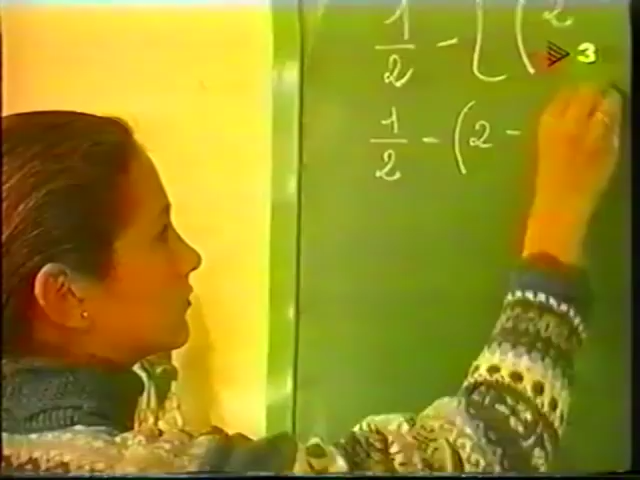 1/2 - [ ( 2
3
1/2 - ( 2 -